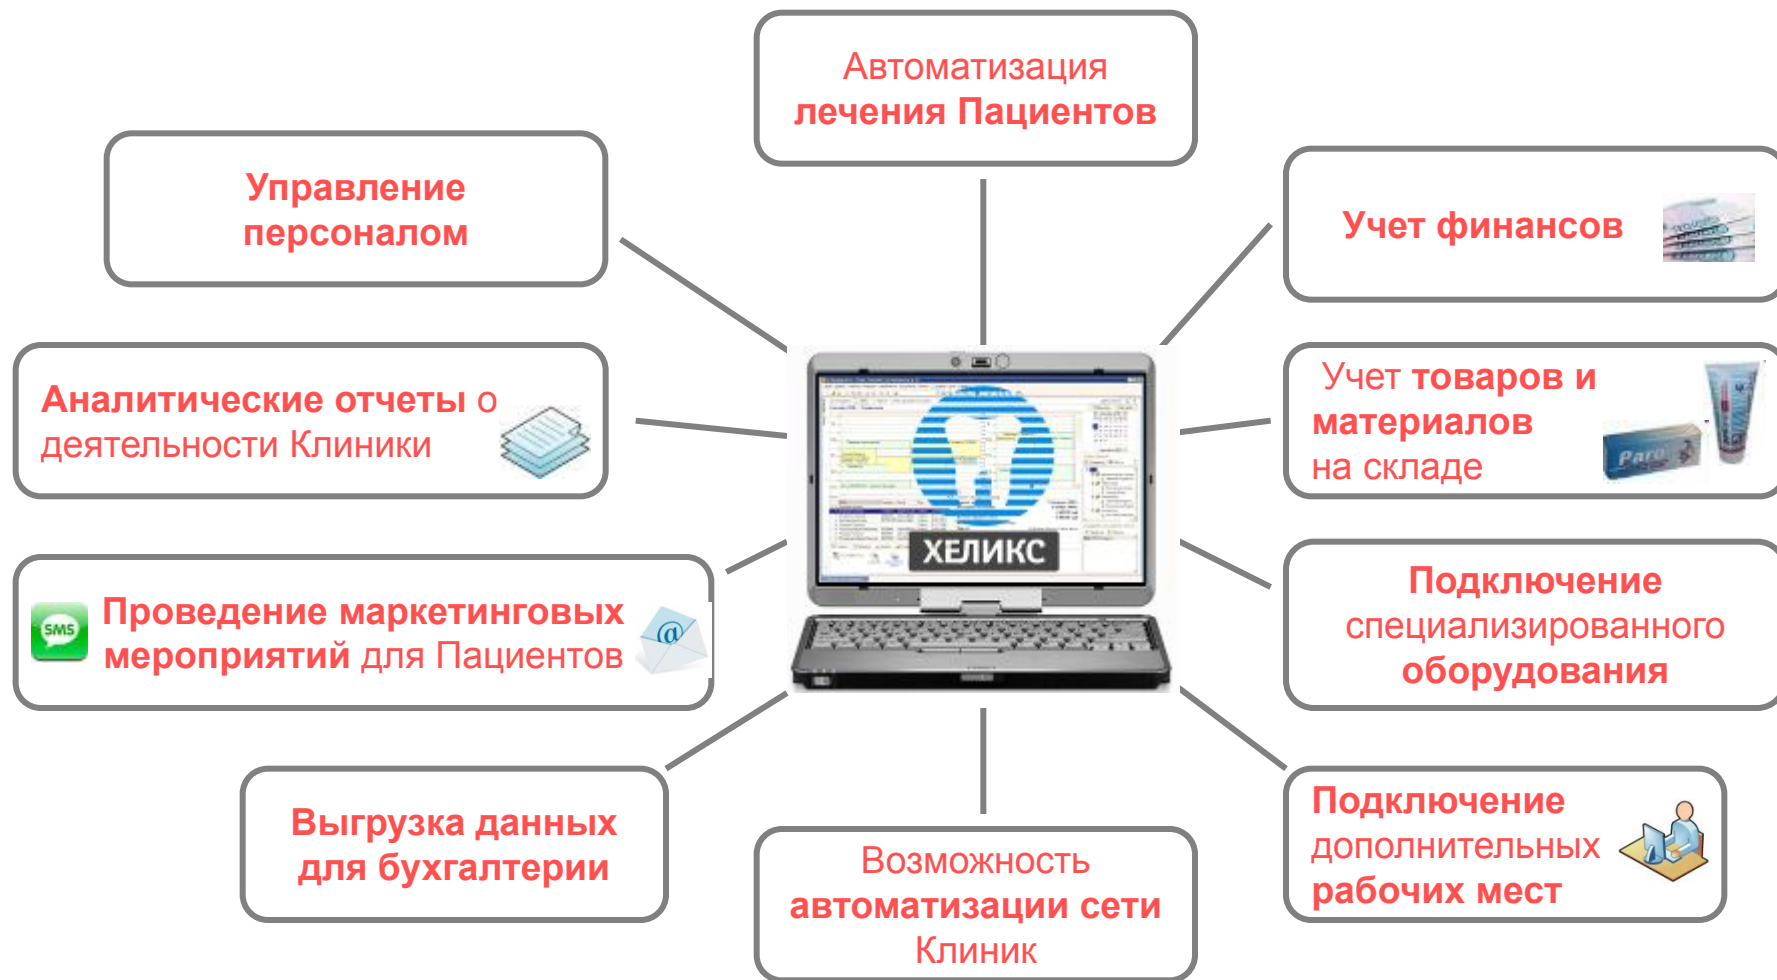 Автоматизация
лечения Пациентов
Управление
персоналом
Учет финансов
Аналитические отчеты о
деятельности Клиники
Учет товаров и
материалов
на складе
Paro
ХЕЛИКС
SMS
Проведение маркетинговых
мероприятий для Пациентов
@
Подключение
специализированного
оборудования
Выгрузка данных
для бухгалтерии
Возможность
автоматизации сети
Клиник
Подключение
дополнительных
рабочих мест